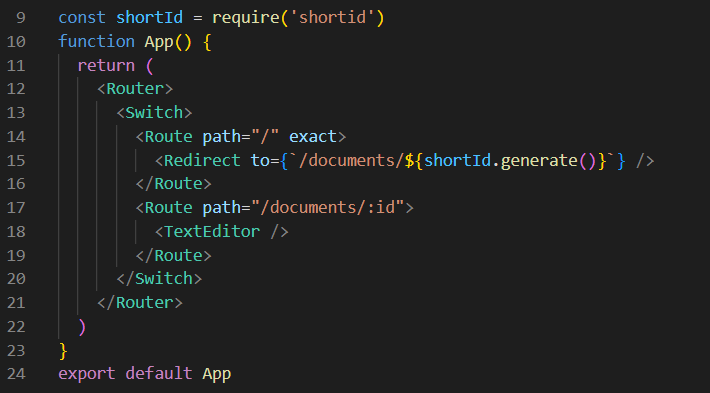 9 const shortId = require('shortid')
10 function App() {
11   return (
12     <Router>
13       <Switch>
14         <Route path="/" exact>
15           <Redirect to={`/documents/${shortId.generate()}`} />
16         </Route>
17         <Route path="/documents/:id">
18           <TextEditor />
19         </Route>
20       </Switch>
21     </Router>
22   )
23 }
24 export default App